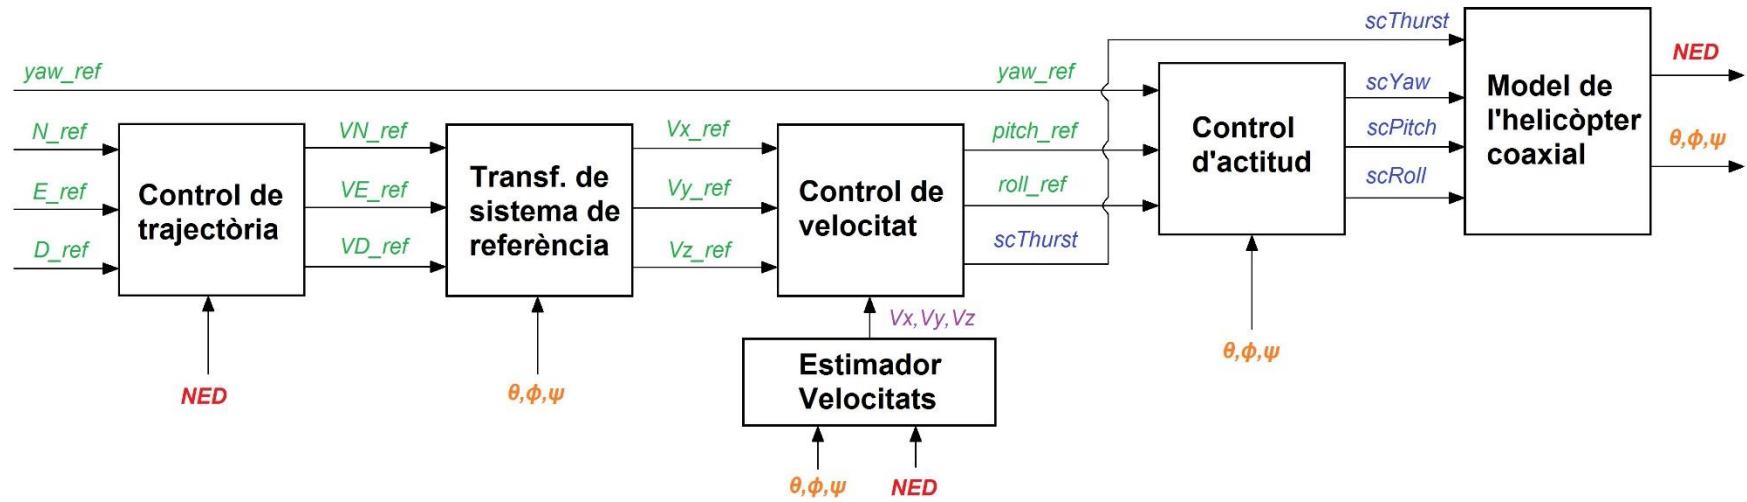 yaw_ref
N_ref
E_ref
D_ref
Control de
trajectòria
NED
VN_ref
VE_ref
VD_ref
Transf. de
sistema de
referència
θ,ϕ,ψ
Vx_ref
Vy_ref
Vz_ref
Control de
velocitat
Vx,Vy,Vz
Estimador
Velocitats
θ,ϕ,ψ
NED
yaw_ref
pitch_ref
roll_ref
scThurst
Control
d'actitud
θ,ϕ,ψ
scThurst
scYaw
scPitch
scRoll
Model de
l'helicòpter
coaxial
NED
θ,ϕ,ψ